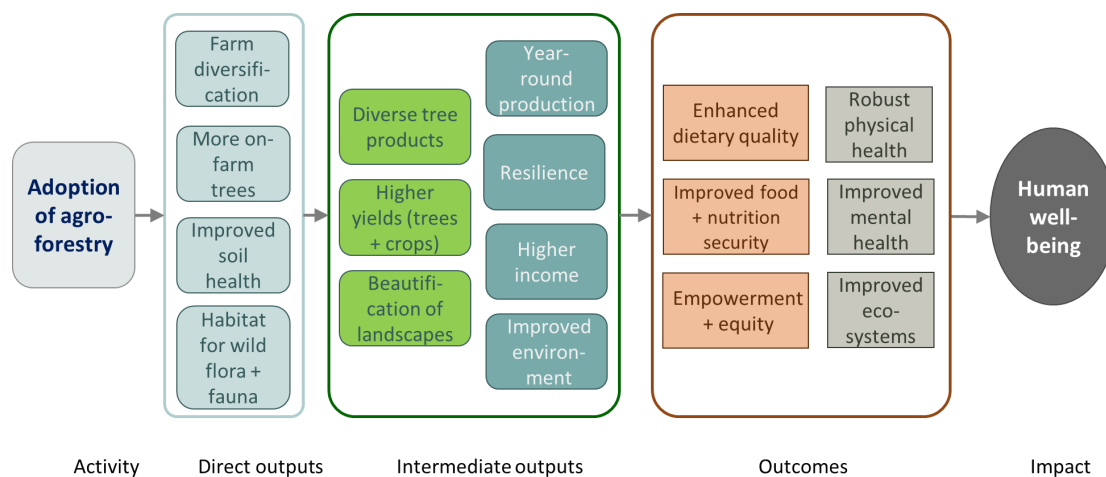 Adoption
of agro-
forestry
Farm
diversifi-
cation
More on-
farm
trees
Improved
soil
health
Habitat
for wild
flora +
fauna
Diverse tree
products
Higher
yields (trees
+ crops)
Beautifi-
cation of
landscapes
Year-
round
production
Resilience
Higher
income
Improved
environ-
ment
Enhanced
dietary quality
Improved food
+ nutrition
security
Empowerment
+ equity
Robust
physical
health
Improved
mental
health
Improved
eco-
systems
Human
well-
being
Activity
Direct outputs
Intermediate outputs
Outcomes
Impact